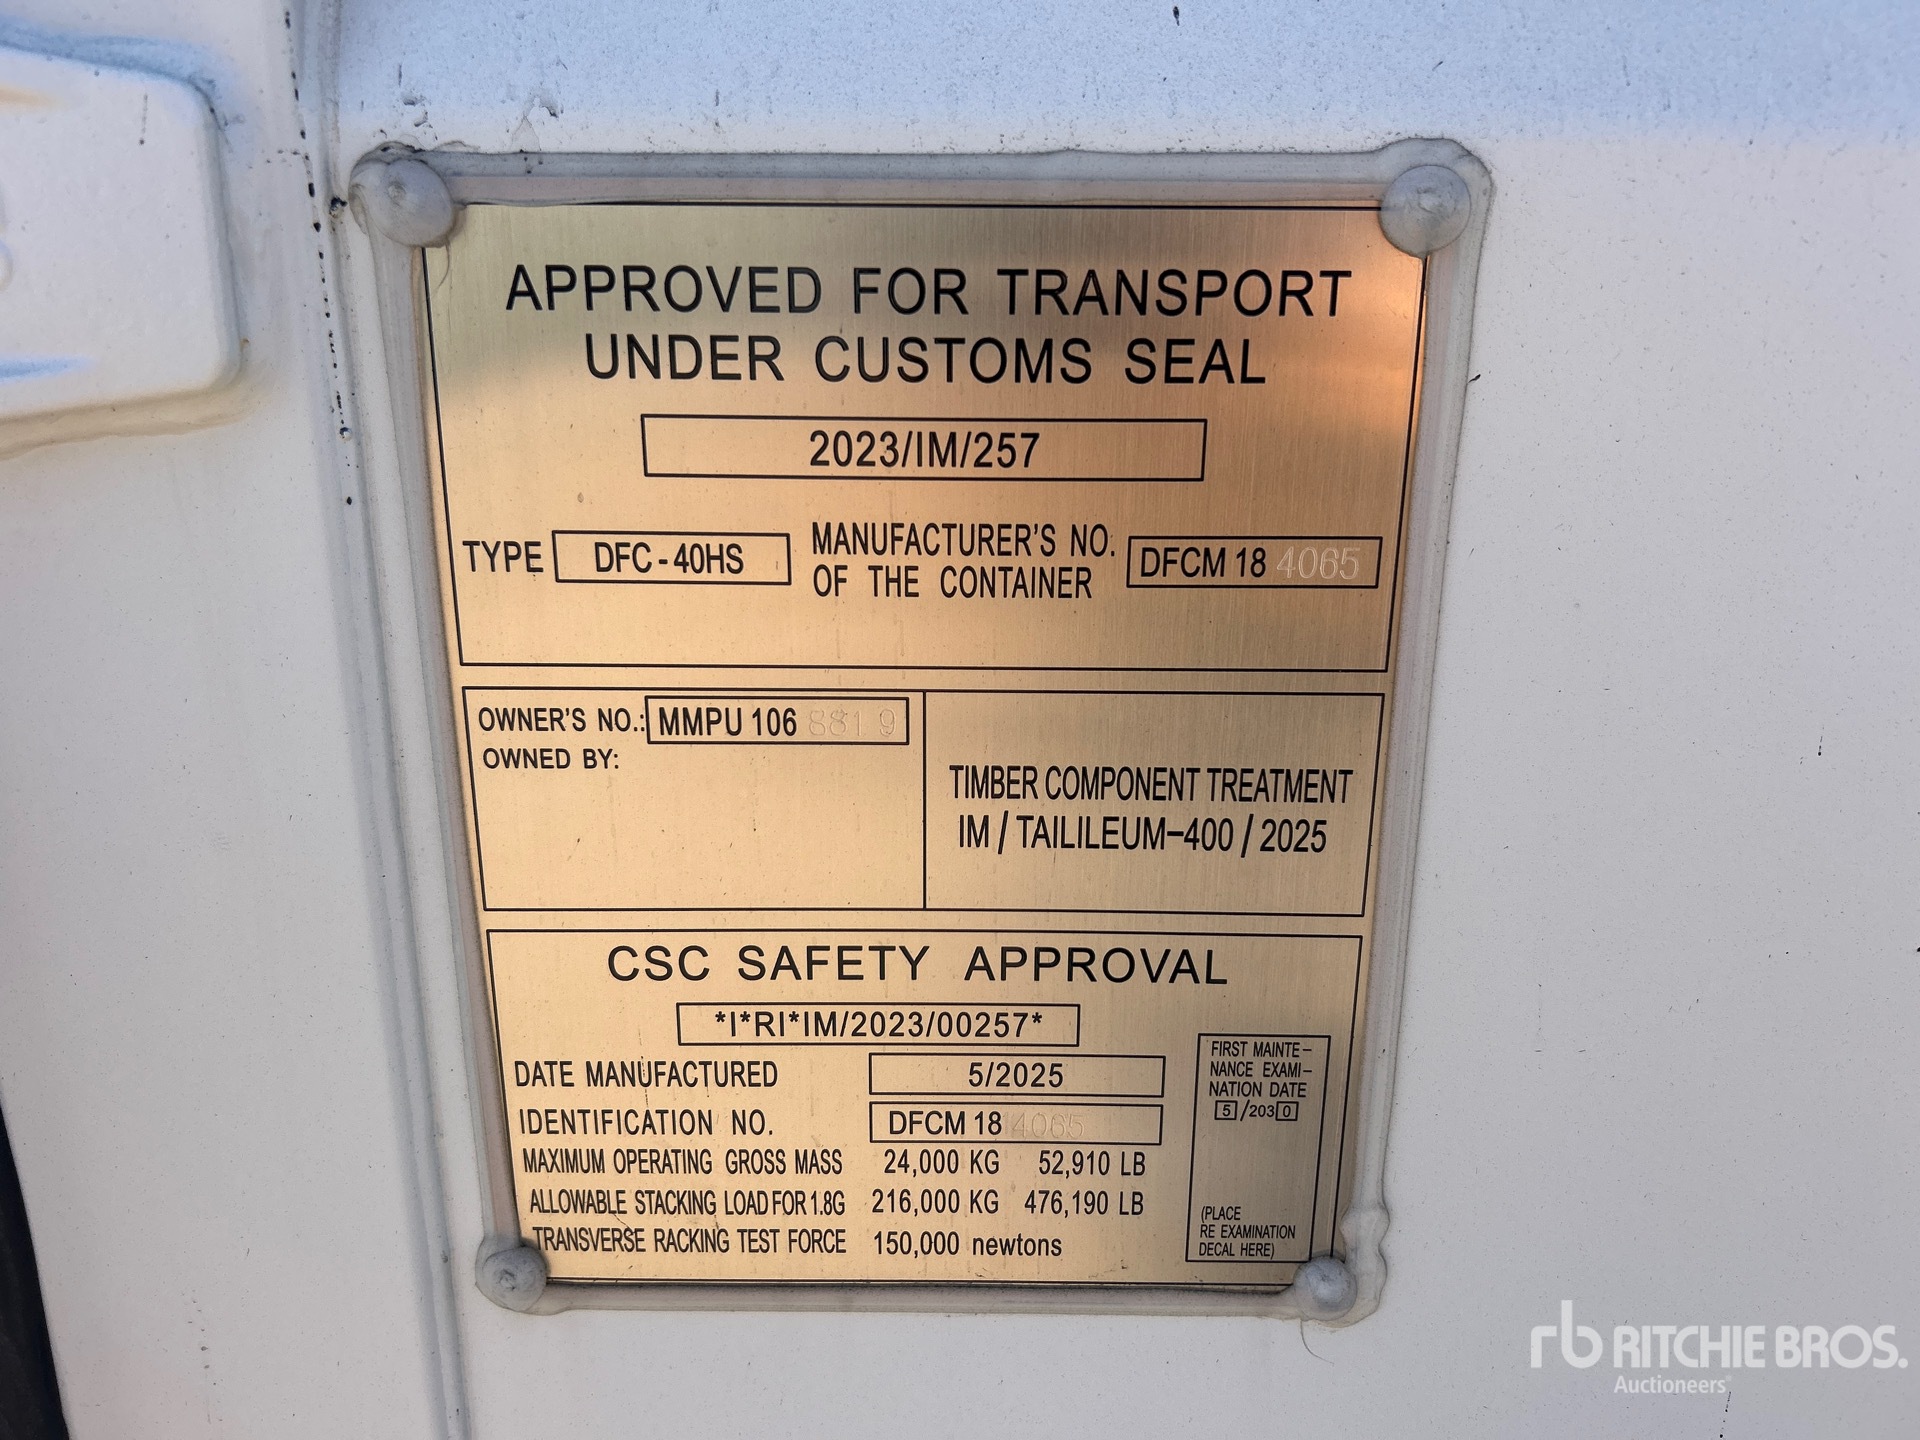 APPROVED FOR TRANSPORT
UNDER CUSTOMS SEAL
2023/IM/257
TYPE DFC-40HS MANUFACTURER'S NO. OF THE CONTAINER DFCM 18 4065
OWNER'S NO.: MMPU 106 8819
OWNED BY:
TIMBER COMPONENT TREATMENT
IM / TAILILEUM-400 / 2025
CSC SAFETY APPROVAL
*I*RI*IM/2023/00257*
DATE MANUFACTURED 5/2025
IDENTIFICATION NO. DFCM 18 4065
MAXIMUM OPERATING GROSS MASS 24,000 KG 52,910 LB
ALLOWABLE STACKING LOAD FOR 1.8G 216,000 KG 476,190 LB
TRANSVERSE RACKING TEST FORCE 150,000 newtons
FIRST MAINTE-
NANCE EXAMI-
NATION DATE
5/2030
(PLACE
RE EXAMINATION
DECAL HERE)
rb RITCHIE BROS.
Auctioneers